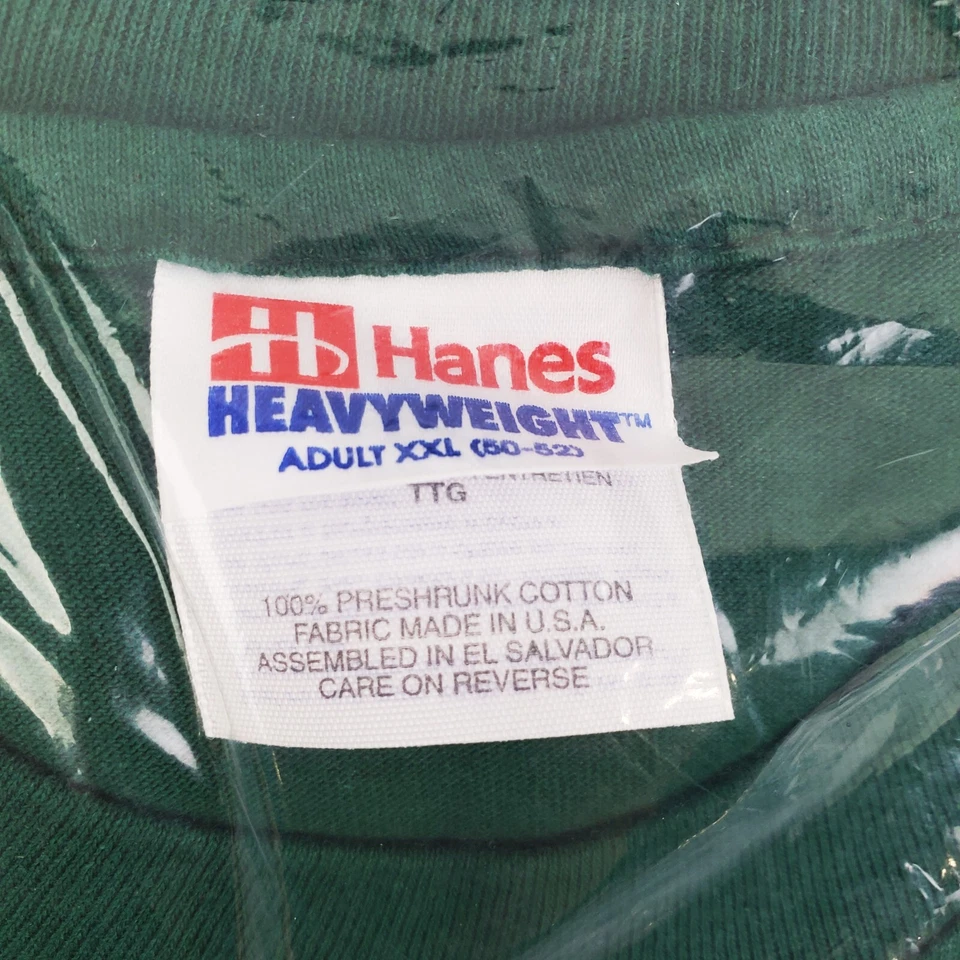 H Hanes
HEAVYWEIGHT™
ADULT XXL (50-52)
ENTRETIEN
TTG
100% PRESHRUNK COTTON
FABRIC MADE IN U.S.A.
ASSEMBLED IN EL SALVADOR
CARE ON REVERSE